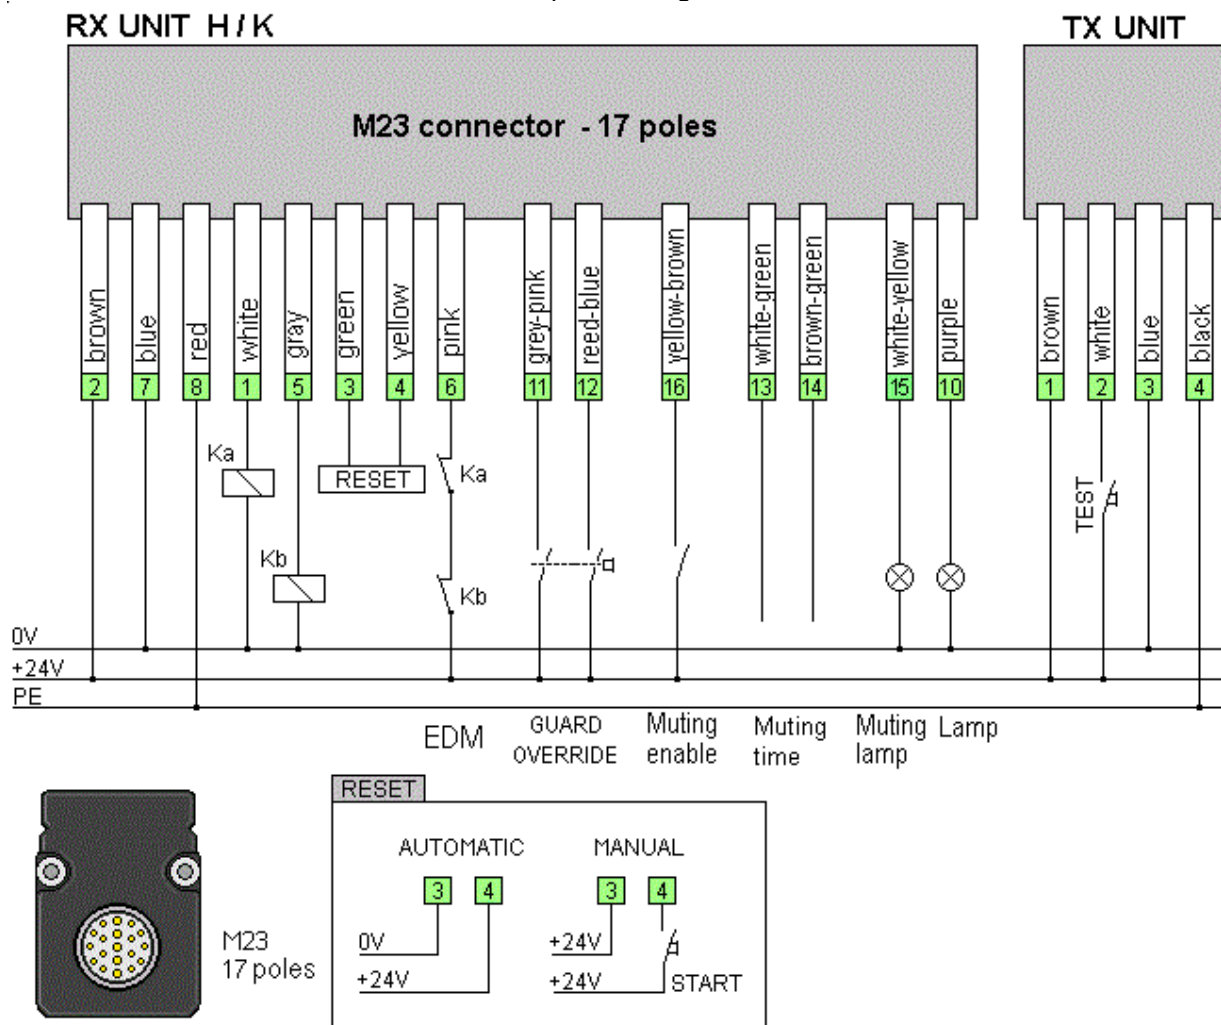 RX UNIT H / K
TX UNIT
M23 connector - 17 poles
brown
blue
red
white
gray
green
yellow
pink
grey-pink
reed-blue
yellow-brown
white-green
brown-green
white-yellow
purple
brown
white
blue
black
2 7 8 1 5 3 4 6 11 12 16 13 14 15 10 1 2 3 4
Ka
RESET
Ka
TEST
Kb
Kb
0V
+24V
PE
EDM
GUARD
OVERRIDE
Muting
enable
Muting
time
Muting
lamp
Lamp
RESET
AUTOMATIC MANUAL
3 4 3 4
0V
+24V
+24V
+24V
START
M23
17 poles